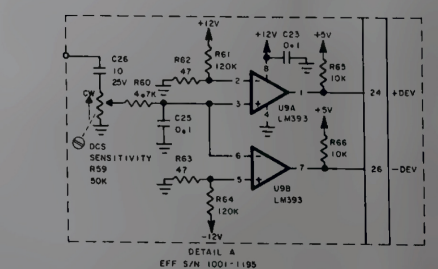 +12V
+12V
C23
0.1
+5V
C26
10
25V
R62
47
R61
120K
R65
10K
8
2
3
1
24
+DEV
U9A
LM393
4
CW
R60
4.7K
C25
0.1
+5V
R66
10K
DCS
SENSITIVITY
R59
50K
R63
47
6
5
7
26
-DEV
U9B
LM393
R64
120K
-12V
DETAIL A
EFF S/N 1001-1195